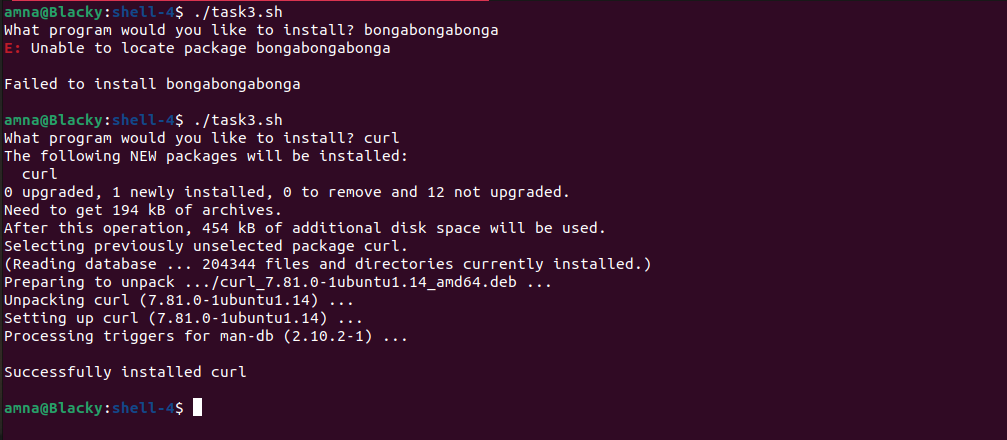 amna@Blacky:shell-4$ ./task3.sh
What program would you like to install? bongabongabonga
E: Unable to locate package bongabongabonga
Failed to install bongabongabonga
amna@Blacky:shell-4$ ./task3.sh
What program would you like to install? curl
The following NEW packages will be installed:
  curl
0 upgraded, 1 newly installed, 0 to remove and 12 not upgraded.
Need to get 194 kB of archives.
After this operation, 454 kB of additional disk space will be used.
Selecting previously unselected package curl.
(Reading database ... 204344 files and directories currently installed.)
Preparing to unpack .../curl_7.81.0-1ubuntu1.14_amd64.deb ...
Unpacking curl (7.81.0-1ubuntu1.14) ...
Setting up curl (7.81.0-1ubuntu1.14) ...
Processing triggers for man-db (2.10.2-1) ...
Successfully installed curl
amna@Blacky:shell-4$